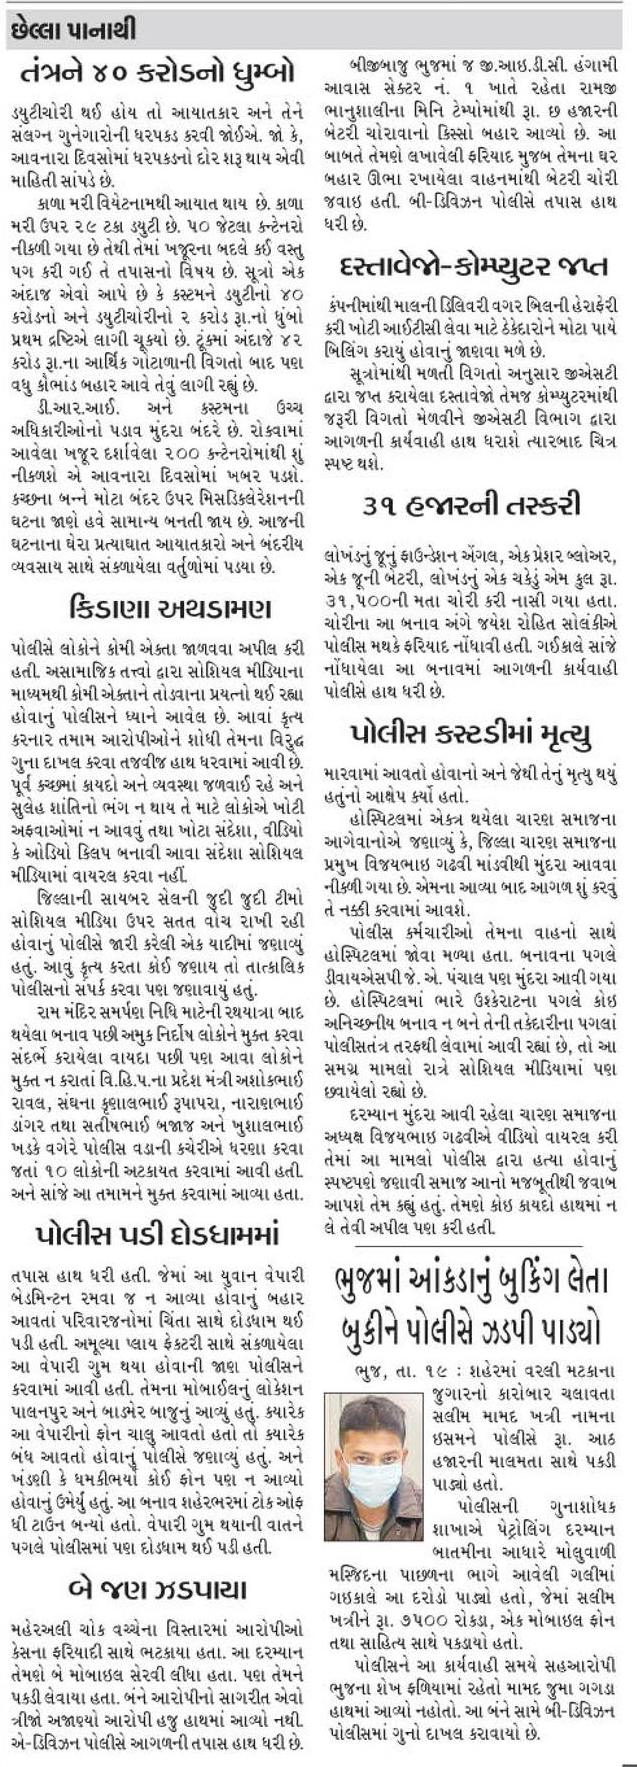 છેલ્લા પાનાથી
તંત્રને ૪૦ કરોડનો ધુમ્બો
ડયુટીચોરી થઈ હોય તો આયાતકાર અને તેને
સંલગ્ન ગુનેગારોની ધરપકડ કરવી જોઈએ. જો કે,
આવનારા દિવસોમાં ધરપકડનો દોર શરૂ થાય એવી
માહિતી સાંપડે છે.
કાળા મરી વિયેટનામથી આયાત થાય છે. કાળા
મરી ઉપર ૨૯ ટકા ડયુટી છે. ૫૦ જેટલા કન્ટેનરો
નીકળી ગયા છે તેથી તેમાં ખજૂરના બદલે કઈ વસ્તુ
પગ કરી ગઈ તે તપાસનો વિષય છે. સૂત્રો એક
અંદાજ એવો આપે છે કે કસ્ટમને ડયુટીનો ૪૦
કરોડનો અને ડયુટીચોરીનો ૨ કરોડ રૂા.નો ધુંબો
પ્રથમ દ્રષ્ટિએ લાગી ચૂક્યો છે. ટૂંકમાં અંદાજે ૪૨
કરોડ રૂા.ના આર્થિક ગોટાળાની વિગતો બાદ પણ
વધુ કૌભાંડ બહાર આવે તેવું લાગી રહ્યું છે.
ડી.આર.આઈ. અને કસ્ટમના ઉચ્ચ
અધિકારીઓનો પડાવ મુંદરા બંદરે છે. રોકવામાં
આવેલા ખજૂર દર્શાવેલા ૨૦૦ કન્ટેનરોમાંથી શું
નીકળશે એ આવનારા દિવસોમાં ખબર પડશે.
કચ્છના બન્ને મોટા બંદર ઉપર મિસડિક્લેરેશનની
ઘટના જાણે હવે સામાન્ય બનતી જાય છે. આજની
ઘટનાના ઘેરા પ્રત્યાઘાત આયાતકારો અને બંદરીય
વ્યવસાય સાથે સંકળાયેલા વર્તુળોમાં પડયા છે.
કિડાણા અથડામણ
પોલીસે લોકોને કોમી એકતા જાળવવા અપીલ કરી
હતી. અસામાજિક તત્ત્વો દ્વારા સોશિયલ મીડિયાના
માધ્યમથી કોમી એકતાને તોડવાના પ્રયત્નો થઈ રહ્યા
હોવાનું પોલીસને ધ્યાને આવેલ છે. આવાં કૃત્ય
કરનાર તમામ આરોપીઓને શોધી તેમના વિરુદ્ધ
ગુના દાખલ કરવા તજવીજ હાથ ધરવામાં આવી છે.
પૂર્વ કચ્છમાં કાયદો અને વ્યવસ્થા જળવાઈ રહે અને
સુલેહ શાંતિનો ભંગ ન થાય તે માટે લોકોએ ખોટી
અફવાઓમાં ન આવવું તથા ખોટા સંદેશા, વીડિયો
કે ઓડિયો ક્લિપ બનાવી આવા સંદેશા સોશિયલ
મીડિયામાં વાયરલ કરવા નહીં.
જિલ્લાની સાયબર સેલની જુદી જુદી ટીમો
સોશિયલ મીડિયા ઉપર સતત વોચ રાખી રહી
હોવાનું પોલીસે જારી કરેલી એક યાદીમાં જણાવ્યું
હતું. આવું કૃત્ય કરતા કોઈ જણાય તો તાત્કાલિક
પોલીસનો સંપર્ક કરવા પણ જણાવાયું હતું.
રામ મંદિર સમર્પણ નિધિ માટેની રથયાત્રા બાદ
થયેલા બનાવ પછી અમુક નિર્દોષ લોકોને મુક્ત કરવા
સંદર્ભે કરાયેલા વાયદા પછી પણ આવા લોકોને
મુક્ત ન કરાતાં વિ.હિ.પ.ના પ્રદેશ મંત્રી અશોકભાઈ
રાવલ, સંઘના કૃણાલભાઈ રૂપાપરા, નારાણભાઈ
ડાંગર તથા સતીષભાઈ બજાજ અને ખુશાલભાઈ
ખડકે વગેરે પોલીસ વડાની કચેરીએ ધરણા કરવા
જતાં ૧૦ લોકોની અટકાયત કરવામાં આવી હતી.
અને સાંજે આ તમામને મુક્ત કરવામાં આવ્યા હતા.
પોલીસ પડી દોડધામમાં
તપાસ હાથ ધરી હતી. જેમાં આ યુવાન વેપારી
બેડમિન્ટન રમવા જ ન આવ્યા હોવાનું બહાર
આવતાં પરિવારજનોમાં ચિંતા સાથે દોડધામ થઈ
પડી હતી. અમૂલ્યા પ્લાય ફેક્ટરી સાથે સંકળાયેલા
આ વેપારી ગુમ થયા હોવાની જાણ પોલીસને
કરવામાં આવી હતી. તેમના મોબાઈલનું લોકેશન
પાલનપુર અને બાડમેર બાજુનું આવ્યું હતું. ક્યારેક
આ વેપારીનો ફોન ચાલુ આવતો હતો તો ક્યારેક
બંધ આવતો હોવાનું પોલીસે જણાવ્યું હતું. અને
ખંડણી કે ધમકીભર્યો કોઈ ફોન પણ ન આવ્યો
હોવાનું ઉમેર્યું હતું. આ બનાવ શહેરભરમાં ટોક ઓફ
ધી ટાઉન બન્યો હતો. વેપારી ગુમ થયાની વાતને
પગલે પોલીસમાં પણ દોડધામ થઈ પડી હતી.
બે જણ ઝડપાયા
મહેરઅલી ચોક વચ્ચેના વિસ્તારમાં આરોપીઓ
કેસના ફરિયાદી સાથે ભટકાયા હતા. આ દરમ્યાન
તેમણે બે મોબાઈલ સેરવી લીધા હતા. પણ તેમને
પકડી લેવાયા હતા. બંને આરોપીનો સાગરીત એવો
ત્રીજો અજાણ્યો આરોપી હજુ હાથમાં આવ્યો નથી.
એ-ડિવિઝન પોલીસે આગળની તપાસ હાથ ધરી છે.
બીજીબાજુ ભુજમાં જ જી.આઇ.ડી.સી. હંગામી
આવાસ સેક્ટર નં. ૧ ખાતે રહેતા રામજી
ભાનુશાલીના મિનિ ટેમ્પોમાંથી રૂા. છ હજારની
બેટરી ચોરાવાનો કિસ્સો બહાર આવ્યો છે. આ
બાબતે તેમણે લખાવેલી ફરિયાદ મુજબ તેમના ઘર
બહાર ઊભા રખાયેલા વાહનમાંથી બેટરી ચોરી
જવાઇ હતી. બી-ડિવિઝન પોલીસે તપાસ હાથ
ધરી છે.
દસ્તાવેજો-કોમ્પ્યુટર જપ્ત
કંપનીમાંથી માલની ડિલિવરી વગર બિલની હેરાફેરી
કરી ખોટી આઈટીસી લેવા માટે ઠેકેદારોને મોટા પાયે
બિલિંગ કરાયું હોવાનું જાણવા મળે છે.
સૂત્રોમાંથી મળતી વિગતો અનુસાર જીએસટી
દ્વારા જપ્ત કરાયેલા દસ્તાવેજો તેમજ કોમ્પ્યુટરમાંથી
જરૂરી વિગતો મેળવીને જીએસટી વિભાગ દ્વારા
આગળની કાર્યવાહી હાથ ધરાશે ત્યારબાદ ચિત્ર
સ્પષ્ટ થશે.
૩૧ હજારની તસ્કરી
લોખંડનું જૂનું ફાઉન્ડેશન એંગલ, એક પ્રેશર બ્લોઅર,
એક જૂની બેટરી, લોખંડનું એક ચકેડું એમ કુલ રૂા.
૩૧,૫૦૦ની મતા ચોરી કરી નાસી ગયા હતા.
ચોરીના આ બનાવ અંગે જયેશ રોહિત સોલંકીએ
પોલીસ મથકે ફરિયાદ નોંધાવી હતી. ગઈકાલે સાંજે
નોંધાયેલા આ બનાવમાં આગળની કાર્યવાહી
પોલીસે હાથ ધરી છે.
પોલીસ કસ્ટડીમાં મૃત્યુ
મારવામાં આવતો હોવાનો અને જેથી તેનું મૃત્યુ થયું
હતુંનો આક્ષેપ કર્યો હતો.
હોસ્પિટલમાં એકત્ર થયેલા ચારણ સમાજના
આગેવાનોએ જણાવ્યું કે, જિલ્લા ચારણ સમાજના
પ્રમુખ વિજયભાઇ ગઢવી માંડવીથી મુંદરા આવવા
નીકળી ગયા છે. એમના આવ્યા બાદ આગળ શું કરવું
તે નક્કી કરવામાં આવશે.
પોલીસ કર્મચારીઓ તેમના વાહનો સાથે
હોસ્પિટલમાં જોવા મળ્યા હતા. બનાવના પગલે
ડીવાયએસપી જે. એ. પંચાલ પણ મુંદરા આવી ગયા
છે. હોસ્પિટલમાં ભારે ઉશ્કેરાટના પગલે કોઇ
અનિચ્છનીય બનાવ ન બને તેની તકેદારીના પગલાં
પોલીસતંત્ર તરફથી લેવામાં આવી રહ્યાં છે, તો આ
સમગ્ર મામલો રાત્રે સોશિયલ મીડિયામાં પણ
છવાયેલો રહ્યો છે.
દરમ્યાન મુંદરા આવી રહેલા ચારણ સમાજના
અધ્યક્ષ વિજયભાઇ ગઢવીએ વીડિયો વાયરલ કરી
તેમાં આ મામલો પોલીસ દ્વારા હત્યા હોવાનું
સ્પષ્ટપણે જણાવી સમાજ આનો મજબૂતીથી જવાબ
આપશે તેમ કહ્યું હતું. તેમણે કોઇ કાયદો હાથમાં ન
લે તેવી અપીલ પણ કરી હતી.
ભુજમાં આંકડાનું બુકિંગ લેતા
બુકીને પોલીસે ઝડપી પાડ્યો
ભુજ, તા. ૧૯ : શહેરમાં વરલી મટકાના
જુગારનો કારોબાર ચલાવતા
સલીમ મામદ ખત્રી નામના
ઇસમને પોલીસે રૂા. આઠ
હજારની માલમતા સાથે પકડી
પાડ્યો હતો.
પોલીસની ગુનાશોધક
શાખાએ પેટ્રોલિંગ દરમ્યાન
બાતમીના આધારે મોલુવાળી
મસ્જિદના પાછળના ભાગે આવેલી ગલીમાં
ગઇકાલે આ દરોડો પાડ્યો હતો, જેમાં સલીમ
ખત્રીને રૂા. ૭૫૦૦ રોકડા, એક મોબાઇલ ફોન
તથા સાહિત્ય સાથે પકડાયો હતો.
પોલીસને આ કાર્યવાહી સમયે સહઆરોપી
ભુજના શેખ ફળિયામાં રહેતો મામદ જુમા ગગડા
હાથમાં આવ્યો નહોતો. આ બંને સામે બી-ડિવિઝન
પોલીસમાં ગુનો દાખલ કરાવાયો છે.